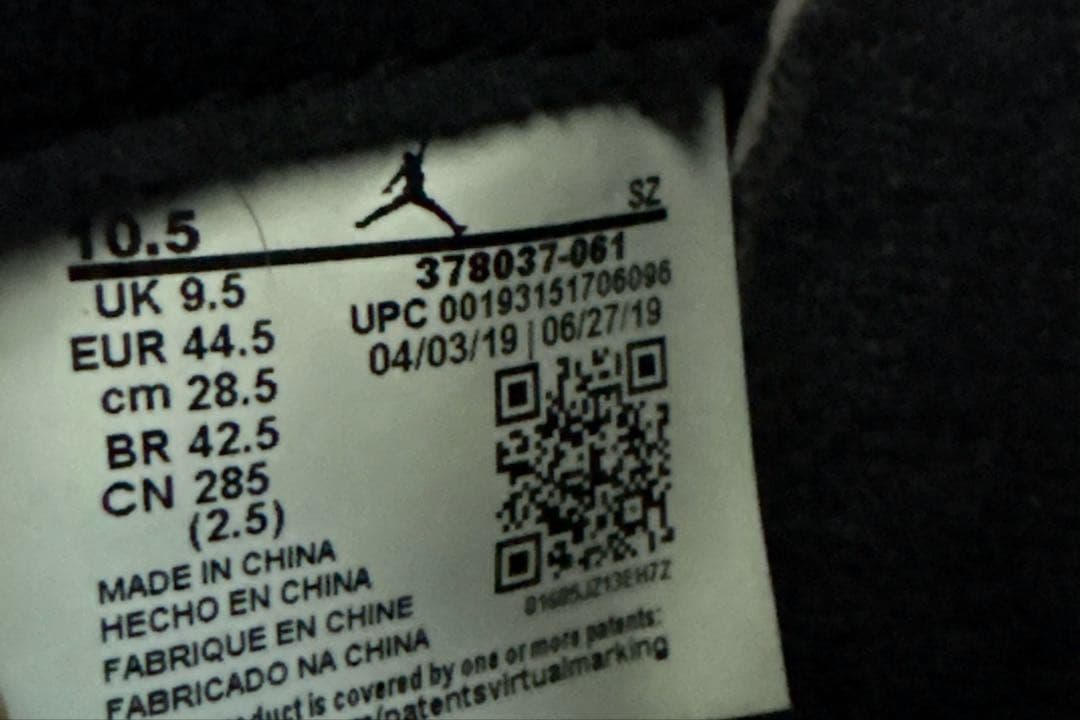 10.5
SZ
UK 9.5
EUR 44.5
cm 28.5
BR 42.5
CN 285
(2.5)
378037-061
UPC 00193151706096
04/03/19 | 06/27/19
MADE IN CHINA
HECHO EN CHINA
FABRIQUE EN CHINE
FABRICADO NA CHINA
is covered by one or more patents:
/patentsvirtualmarking